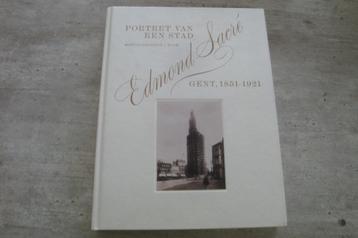 PORTRET VAN
EEN STAD
Edmond Sacré
GENT, 1851-1921